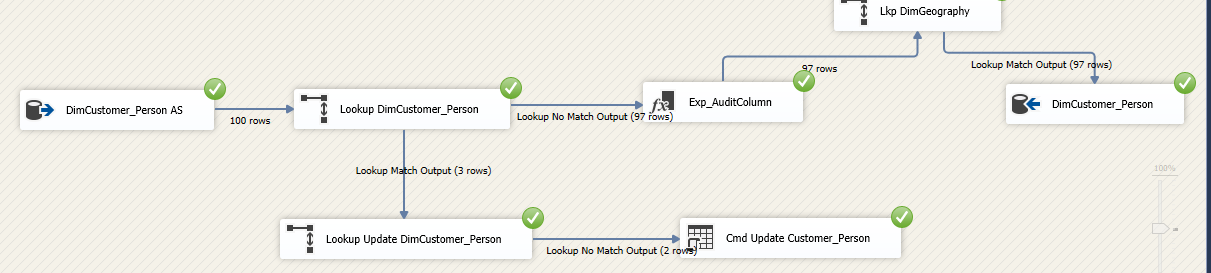 Lkp DimGeography
97 rows
Lookup Match Output (97 rows)
DimCustomer_Person AS
100 rows
Lookup DimCustomer_Person
Lookup No Match Output (97 rows)
Exp_AuditColumn
DimCustomer_Person
Lookup Match Output (3 rows)
100%
Lookup Update DimCustomer_Person
Lookup No Match Output (2 rows)
Cmd Update Customer_Person